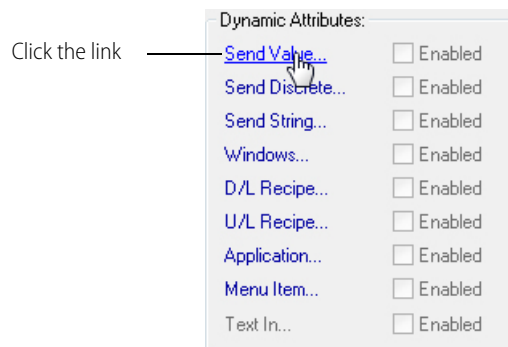 Dynamic Attributes:
Click the link Send Value... Enabled
Send Discrete... Enabled
Send String... Enabled
Windows... Enabled
D/L Recipe... Enabled
U/L Recipe... Enabled
Application... Enabled
Menu Item... Enabled
Text In... Enabled